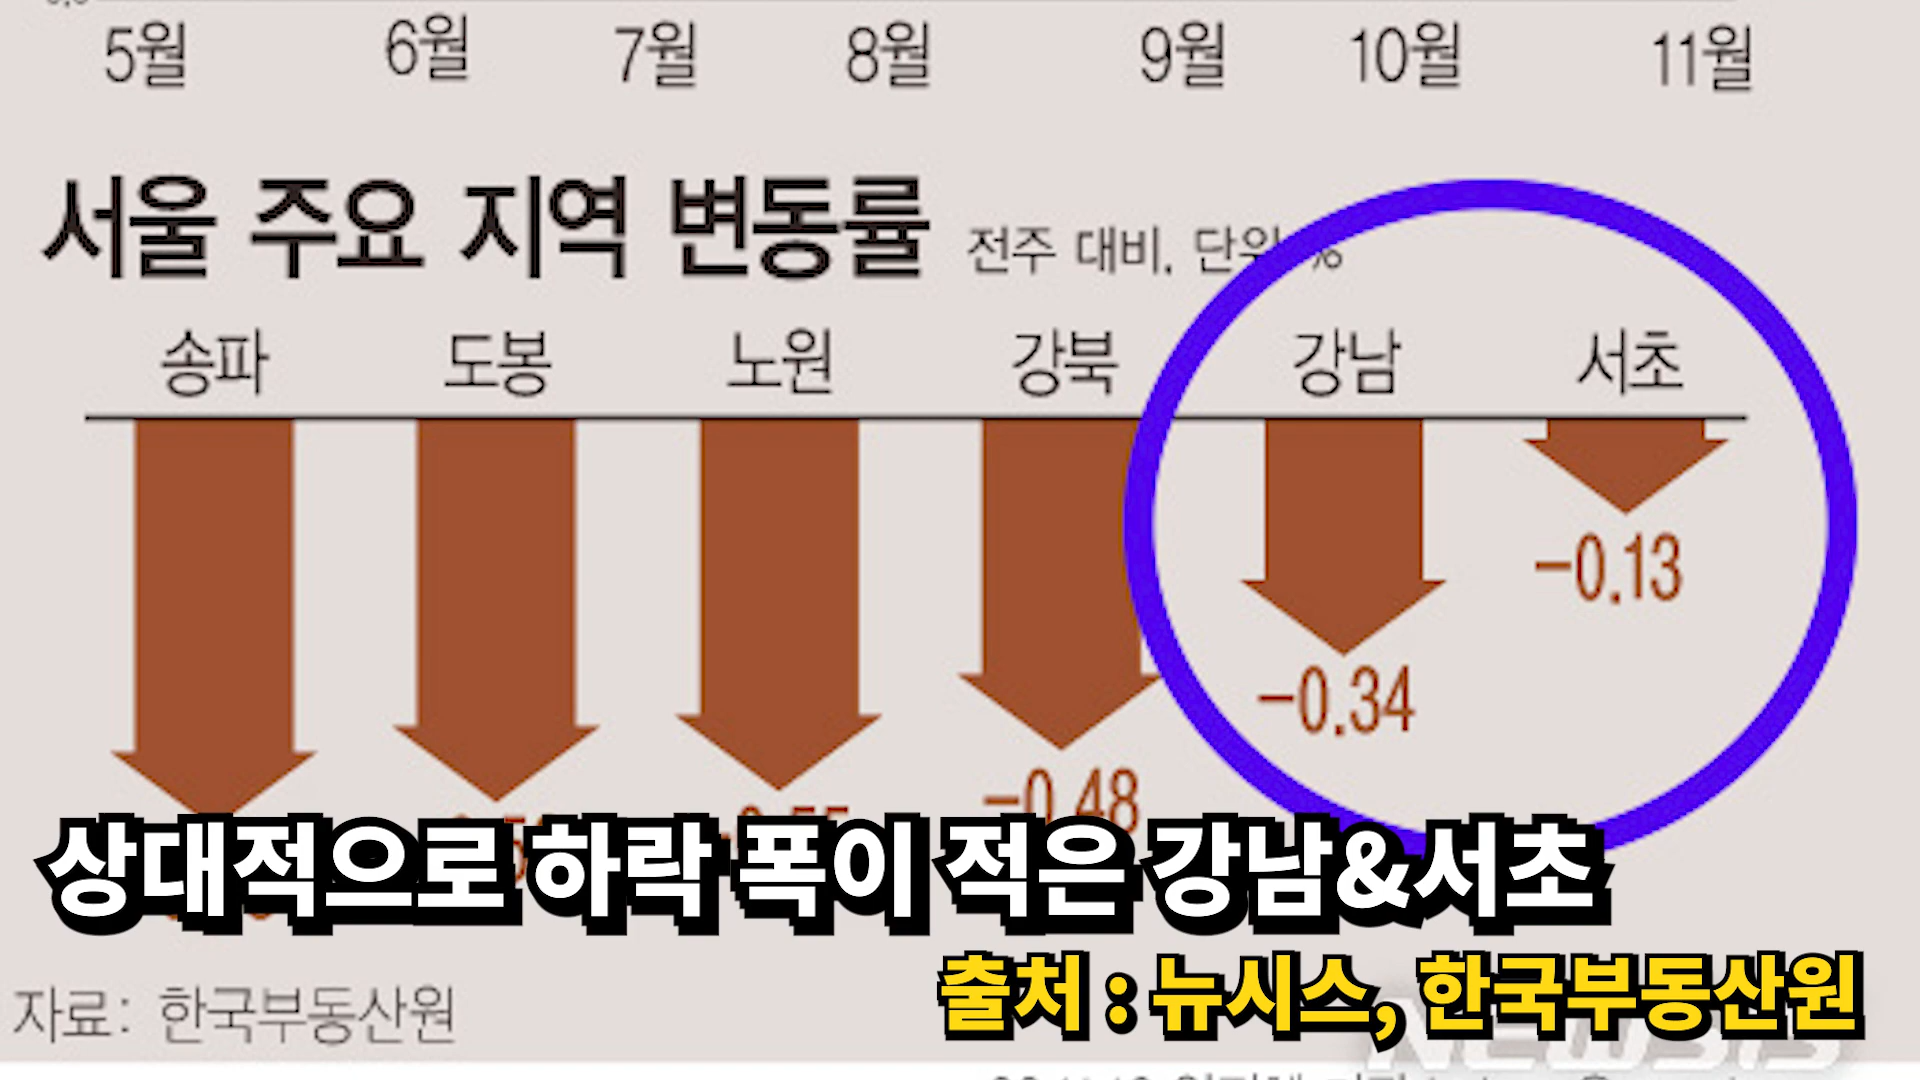 5월 6월 7월 8월 9월 10월 11월
서울 주요 지역 변동률 전주 대비, 단위 %
송파 도봉 노원 강북 강남 서초
-0.13
-0.34
-0.48
상대적으로 하락 폭이 적은 강남&서초
출처 : 뉴시스, 한국부동산원
자료: 한국부동산원
NEWSIS